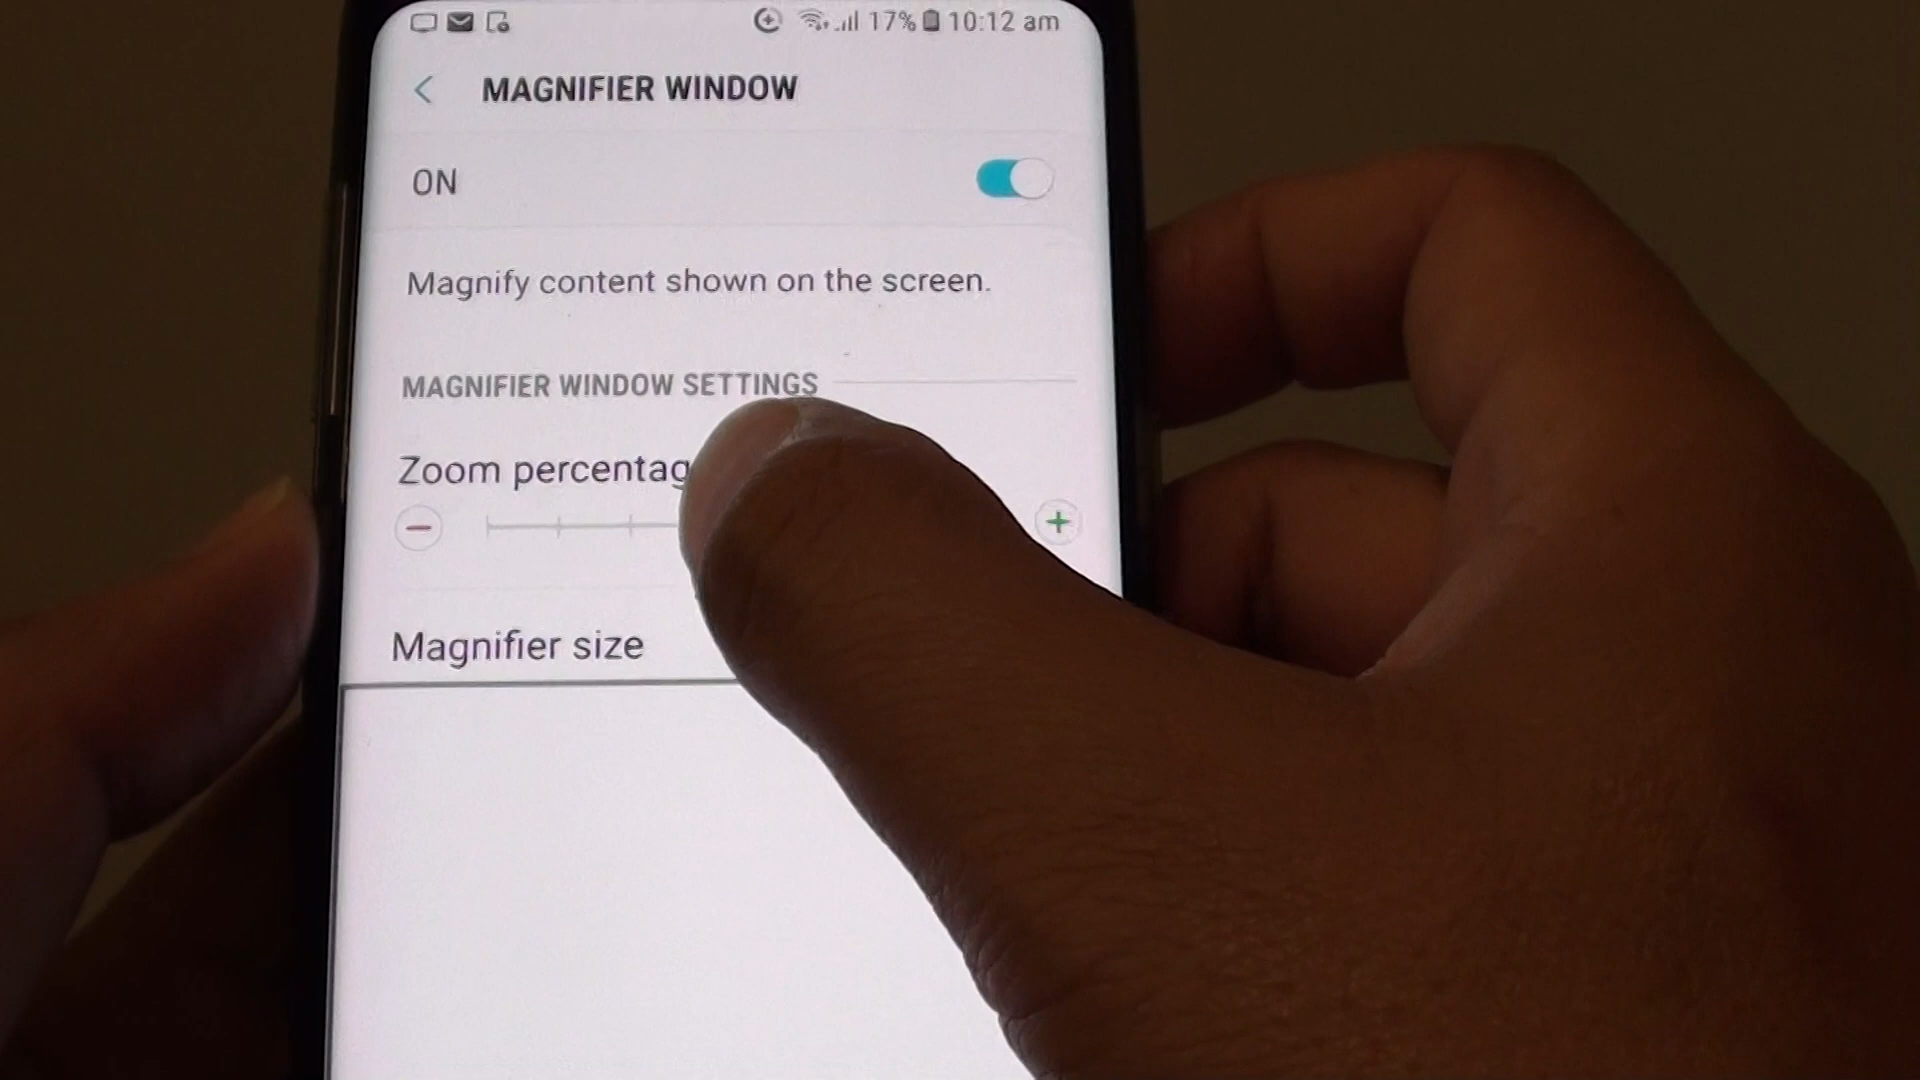 17% 10:12 am
MAGNIFIER WINDOW
ON
Magnify content shown on the screen.
MAGNIFIER WINDOW SETTINGS
Zoom percentag
Magnifier size